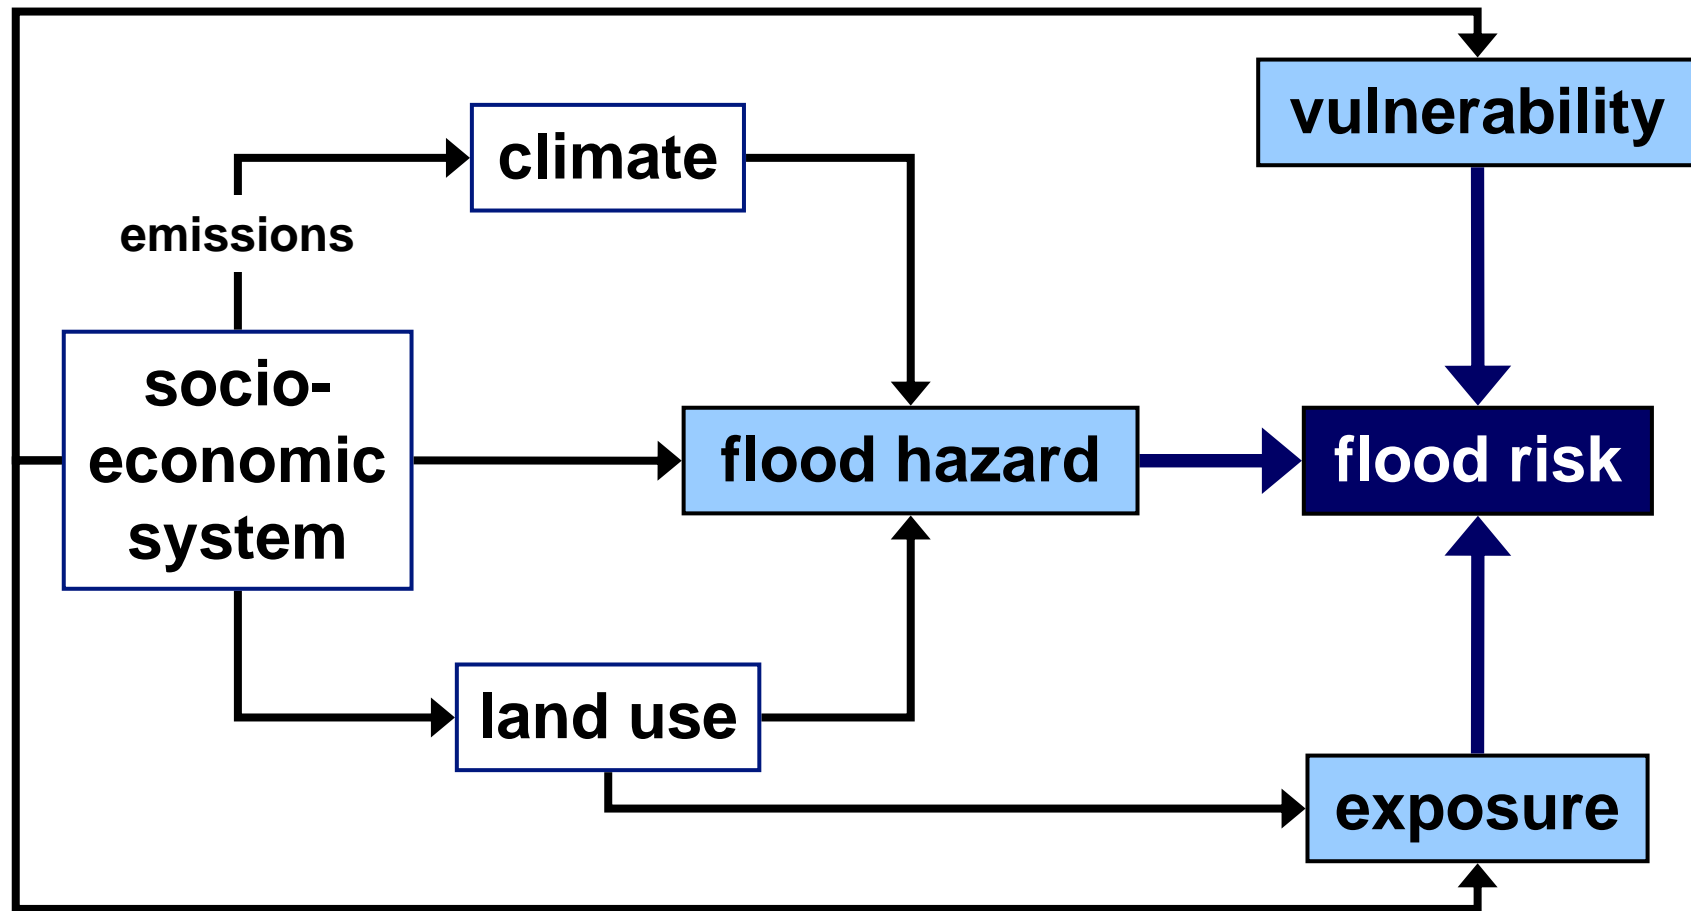 vulnerability
climate
emissions
socio-
economic
system
flood hazard
flood risk
land use
exposure